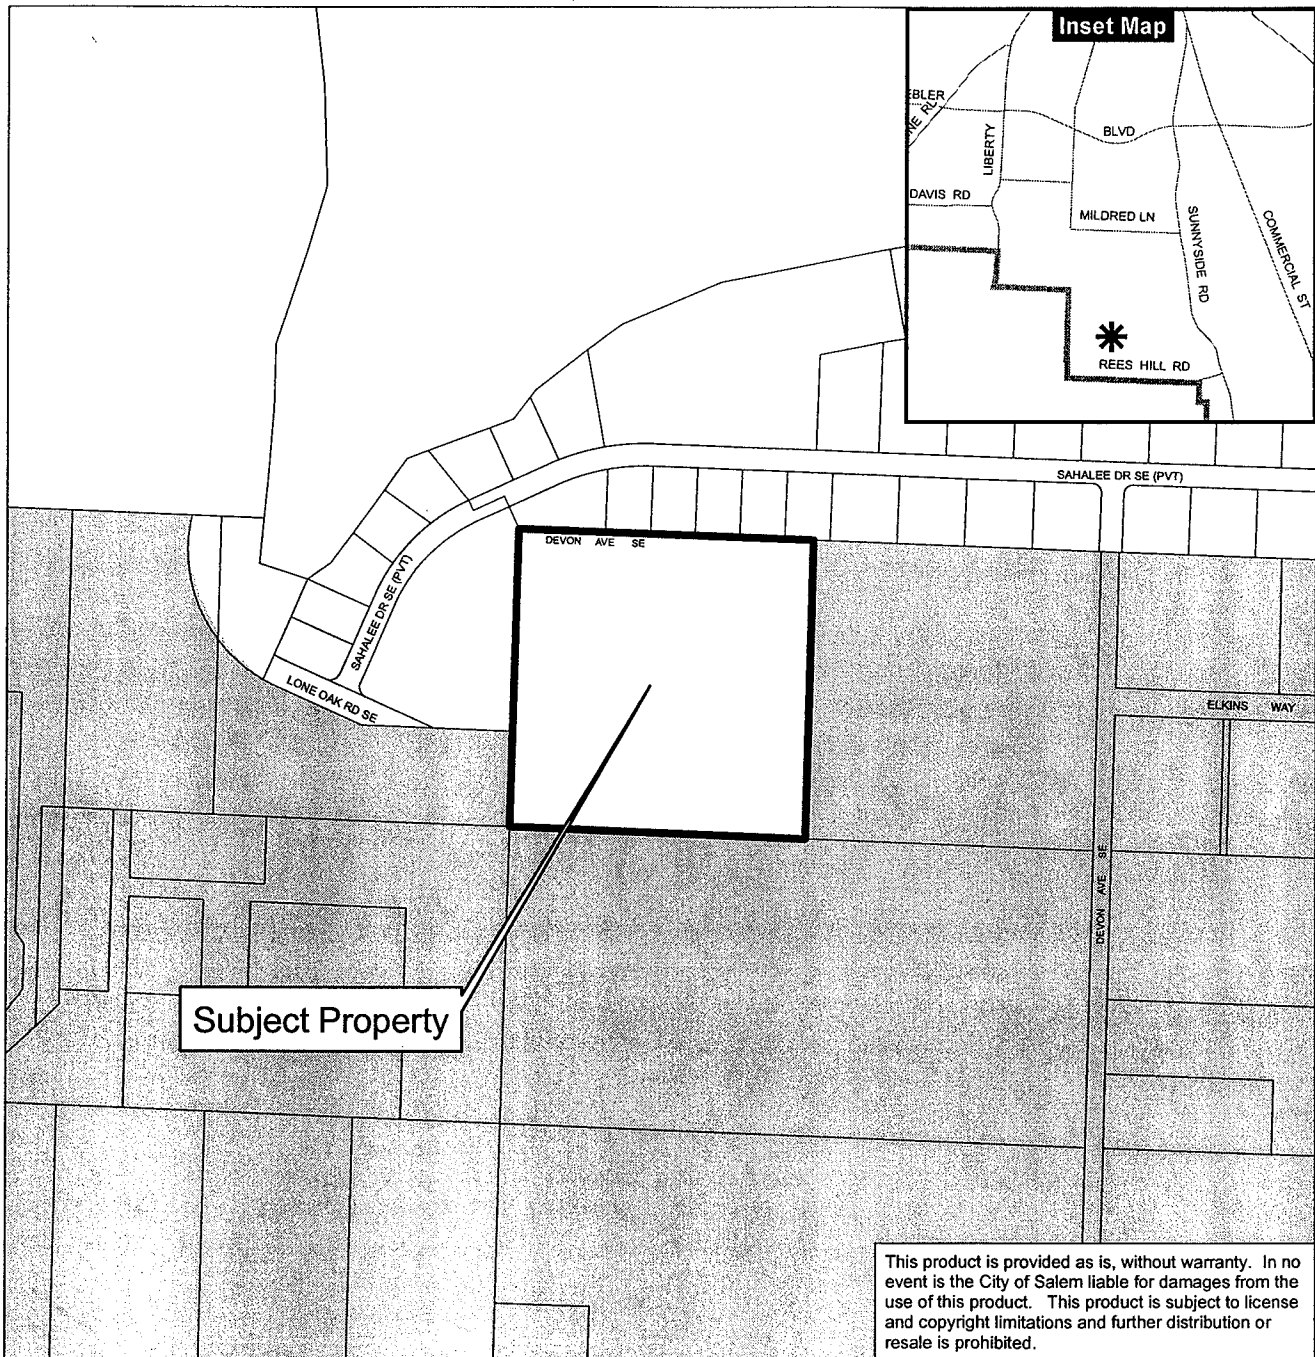 Inset Map
EBLER
NE RL
BLVD
LIBERTY
DAVIS RD
MILDRED LN
SUNNYSIDE RD
COMMERCIAL ST
REES HILL RD
SAHALEE DR SE (PVT)
DEVON AVE SE
SAHALEE DR SE (PVT)
LONE OAK RD SE
ELKINS WAY
DEVON AVE SE
Subject Property
This product is provided as is, without warranty. In no
event is the City of Salem liable for damages from the
use of this product. This product is subject to license
and copyright limitations and further distribution or
resale is prohibited.